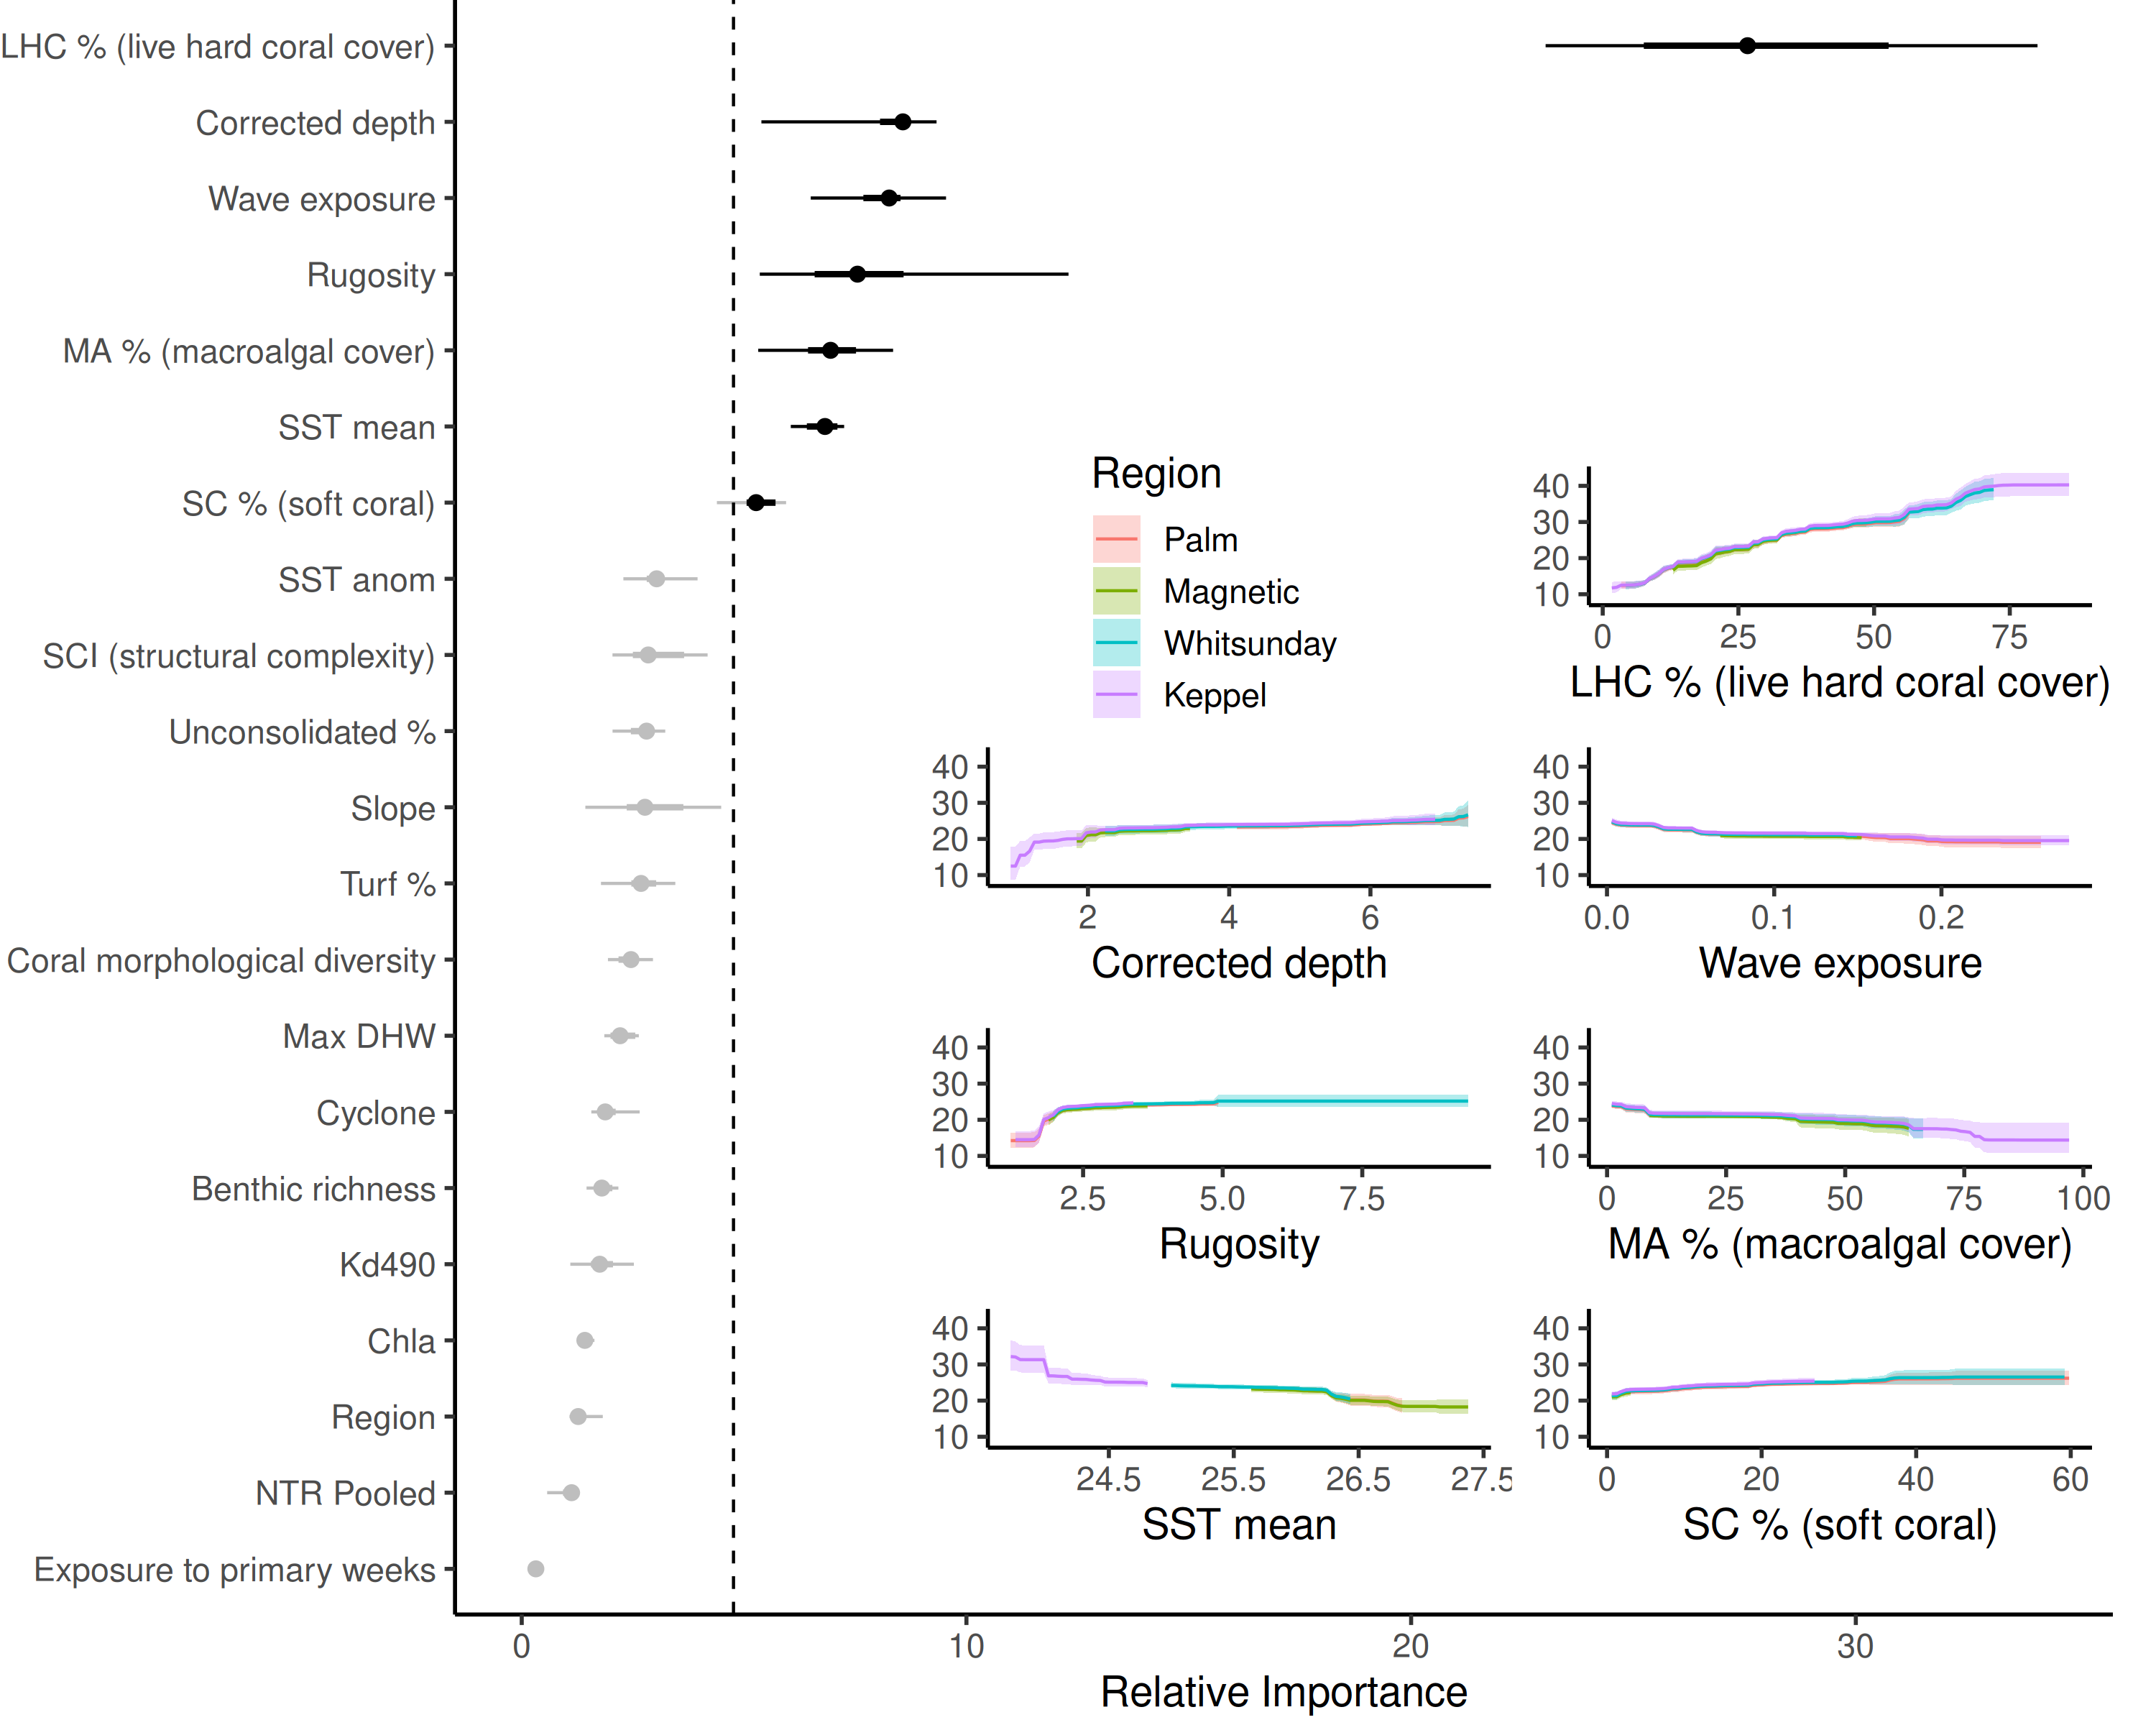 LHC % (live hard coral cover)
Corrected depth
Wave exposure
Rugosity
MA % (macroalgal cover)
SST mean
SC % (soft coral)
SST anom
SCI (structural complexity)
Unconsolidated %
Slope
Turf %
Coral morphological diversity
Max DHW
Cyclone
Benthic richness
Kd490
Chla
Region
NTR Pooled
Exposure to primary weeks
0 10 20 30
Relative Importance
Region
Palm
Magnetic
Whitsunday
Keppel
40
30
20
10
0 25 50 75
LHC % (live hard coral cover)
40
30
20
10
2 4 6
Corrected depth
40
30
20
10
0.0 0.1 0.2
Wave exposure
40
30
20
10
2.5 5.0 7.5
Rugosity
40
30
20
10
0 25 50 75 100
MA % (macroalgal cover)
40
30
20
10
24.5 25.5 26.5 27.5
SST mean
40
30
20
10
0 20 40 60
SC % (soft coral)